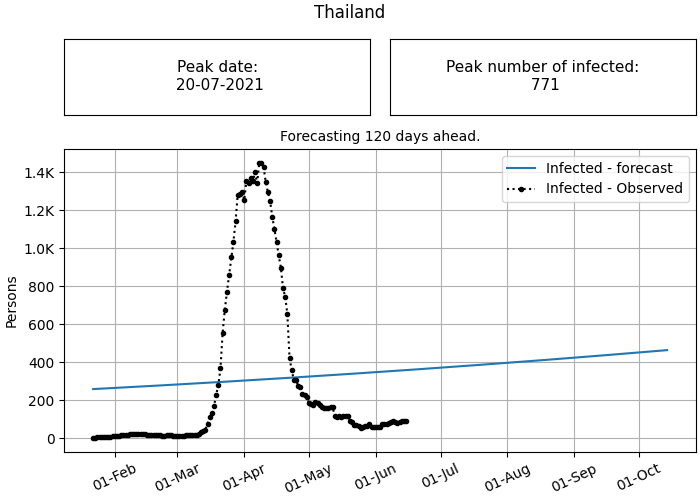 Thailand
Peak date:
20-07-2021
Peak number of infected:
771
Forecasting 120 days ahead.
Infected - forecast
Infected - Observed
1.4K
1.2K
1.0K
800
600
400
200
0
Persons
01-Feb
01-Mar
01-Apr
01-May
01-Jun
01-Jul
01-Aug
01-Sep
01-Oct